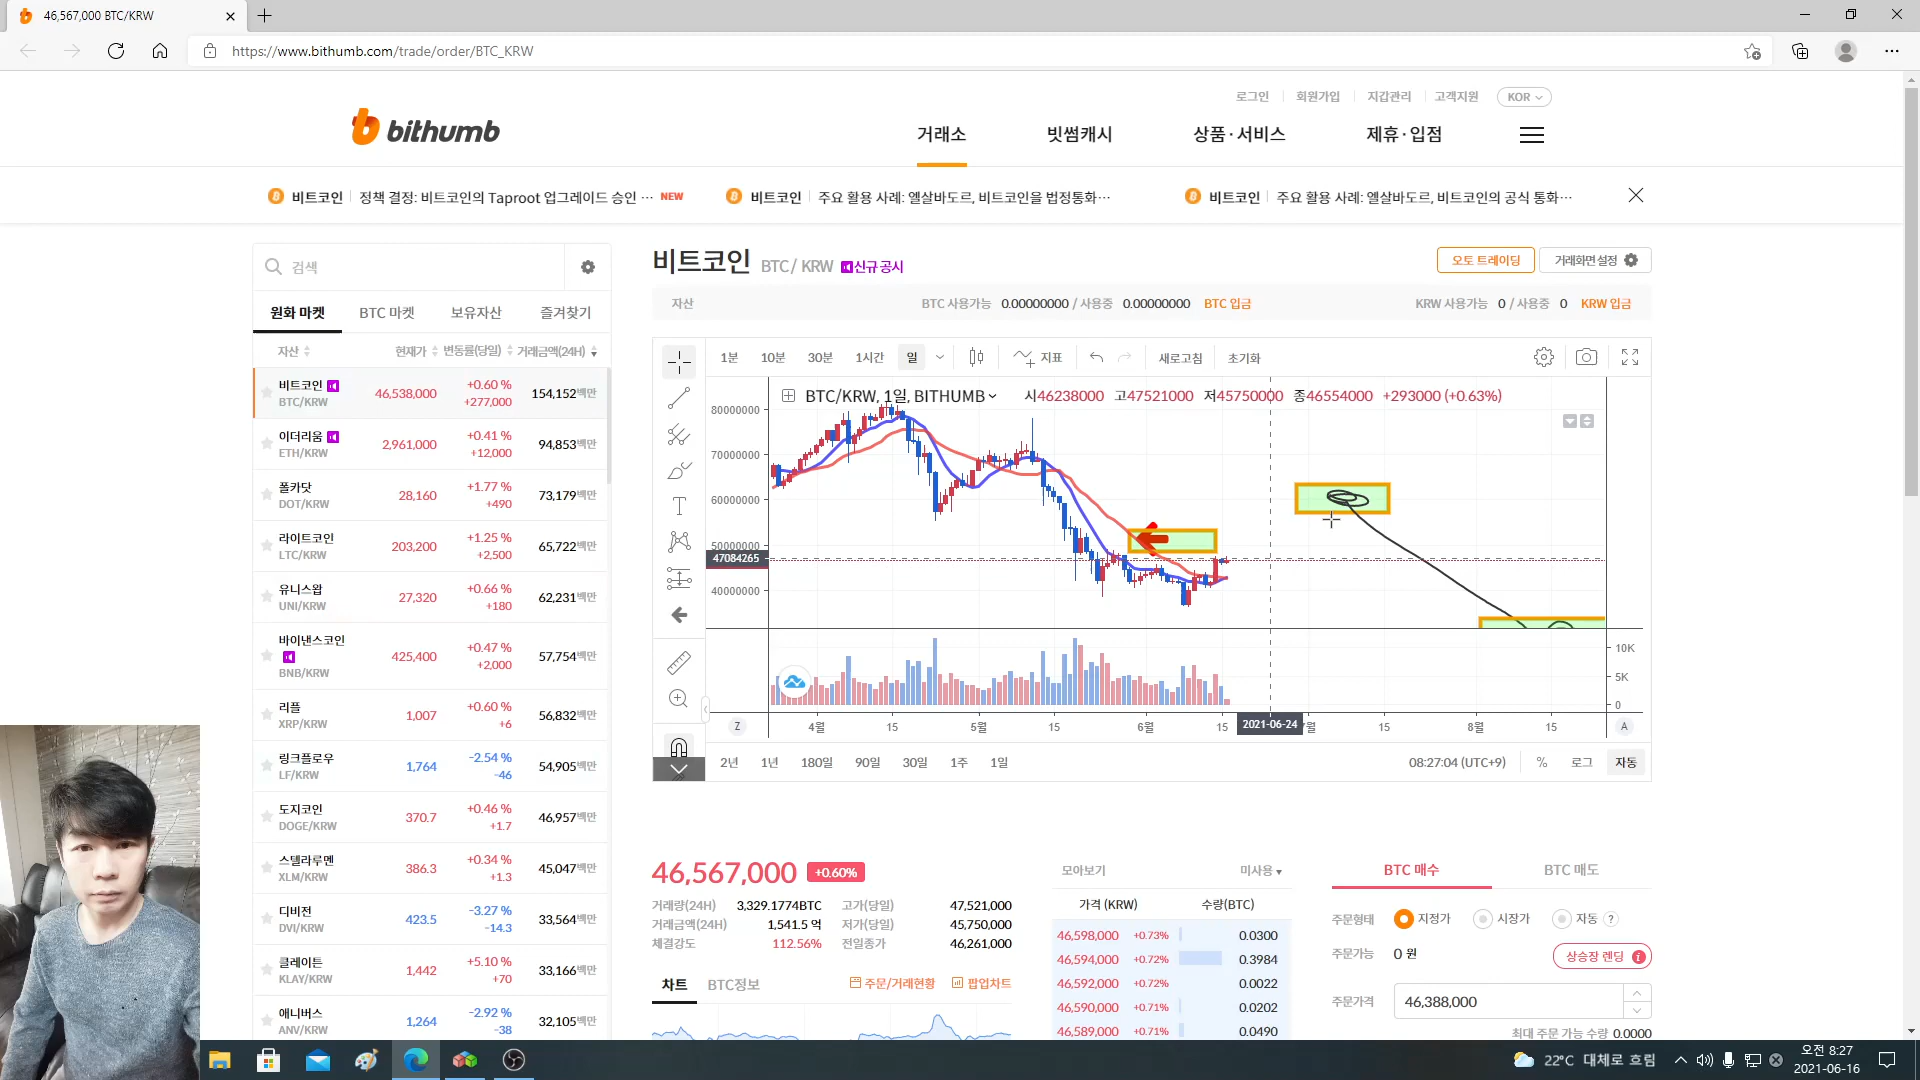 46,567,000 BTC/KRW
https://www.bithumb.com/trade/order/BTC_KRW
로그인 회원가입 지갑관리 고객지원 KOR
bithumb
거래소 빗썸캐시 상품·서비스 제휴·입점
비트코인 정책 결정: 비트코인의 Taproot 업그레이드 승인 ··· NEW
비트코인 주요 활용 사례: 엘살바도르, 비트코인을 법정통화···
비트코인 주요 활용 사례: 엘살바도르, 비트코인의 공식 통화···
검색
원화 마켓 BTC 마켓 보유자산 즐겨찾기
자산 현재가 변동률(당일) 거래금액(24H)
비트코인 46,538,000 +0.60 % 154,152백만
BTC/KRW +277,000
이더리움 2,961,000 +0.41 % 94,853백만
ETH/KRW +12,000
폴카닷 28,160 +1.77 % 73,179백만
DOT/KRW +490
라이트코인 203,200 +1.25 % 65,722백만
LTC/KRW +2,500
유니스왑 27,320 +0.66 % 62,231백만
UNI/KRW +180
바이낸스코인 425,400 +0.47 % 57,754백만
BNB/KRW +2,000
리플 1,007 +0.60 % 56,832백만
XRP/KRW +6
링크플로우 1,764 -2.54 % 54,905백만
LF/KRW -46
도지코인 370.7 +0.46 % 46,957백만
DOGE/KRW +1.7
스텔라루멘 386.3 +0.34 % 45,047백만
XLM/KRW +1.3
디비전 423.5 -3.27 % 33,564백만
DVI/KRW -14.3
클레이튼 1,442 +5.10 % 33,166백만
KLAY/KRW +70
애니버스 1,264 -2.92 % 32,105백만
ANV/KRW -38
비트코인 BTC/ KRW 신규 공시
오토 트레이딩 거래화면 설정
자산 BTC 사용가능 0.00000000 / 사용중 0.00000000 BTC 입금 KRW 사용가능 0 / 사용중 0 KRW 입금
1분 10분 30분 1시간 일 지표 새로고침 초기화
BTC/KRW, 1일, BITHUMB 시46238000 고47521000 저45750000 종46554000 +293000 (+0.63%)
80000000
70000000
60000000
50000000
47084265
40000000
10K
5K
0
Z 4월 15 5월 15 6월 15 2021-06-24 7월 15 8월 15 A
2년 1년 180일 90일 30일 1주 1일 08:27:04 (UTC+9) % 로그 자동
46,567,000 +0.60%
거래량(24H) 3,329.1774BTC 고가(당일) 47,521,000
거래금액(24H) 1,541.5 억 저가(당일) 45,750,000
체결강도 112.56% 전일종가 46,261,000
차트 BTC정보 주문/거래현황 팝업차트
모아보기 미사용
가격 (KRW) 수량(BTC)
46,598,000 +0.73% 0.0300
46,594,000 +0.72% 0.3984
46,592,000 +0.72% 0.0022
46,590,000 +0.71% 0.0202
46,589,000 +0.71% 0.0490
BTC 매수 BTC 매도
주문형태 지정가 시장가 자동 ?
주문가능 0 원 상승장 렌딩 i
주문가격 46,388,000
최대 주문 가능 수량 0.0000
22°C 대체로 흐림
오전 8:27
2021-06-16